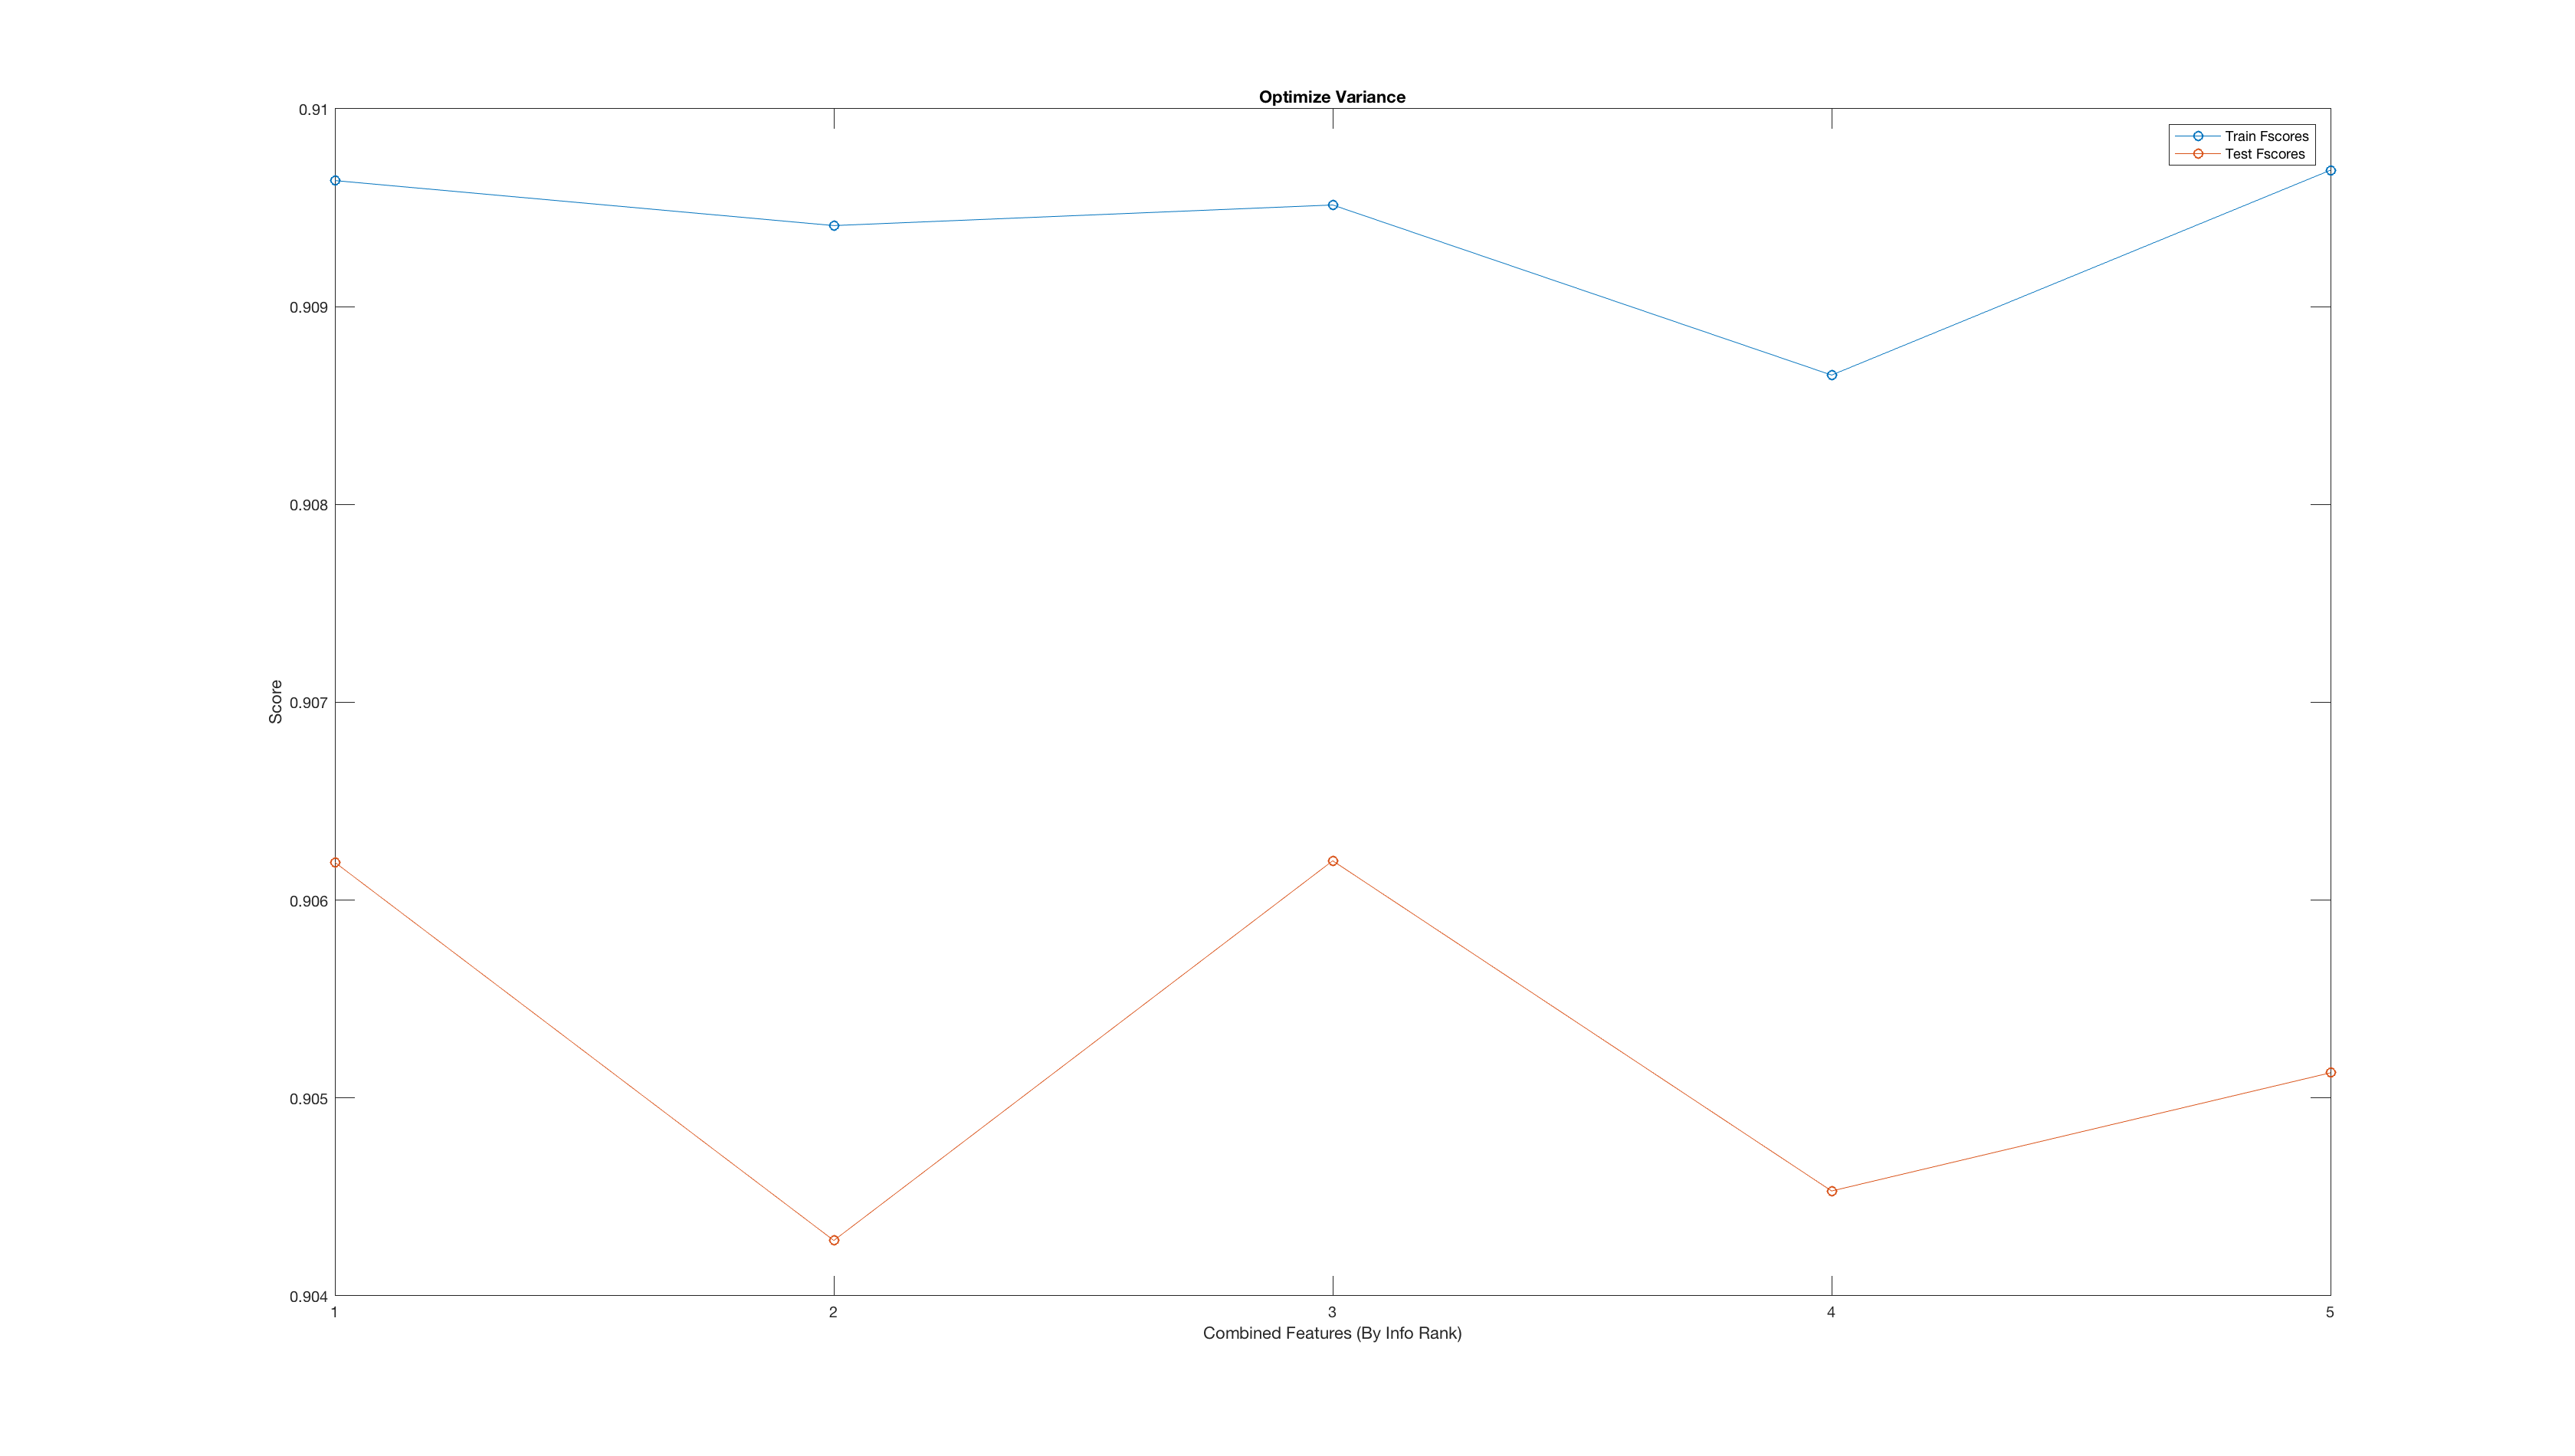 Optimize Variance
Train Fscores
Test Fscores
0.91
0.909
0.908
0.907
0.906
0.905
0.904
Score
1 2 3 4 5
Combined Features (By Info Rank)